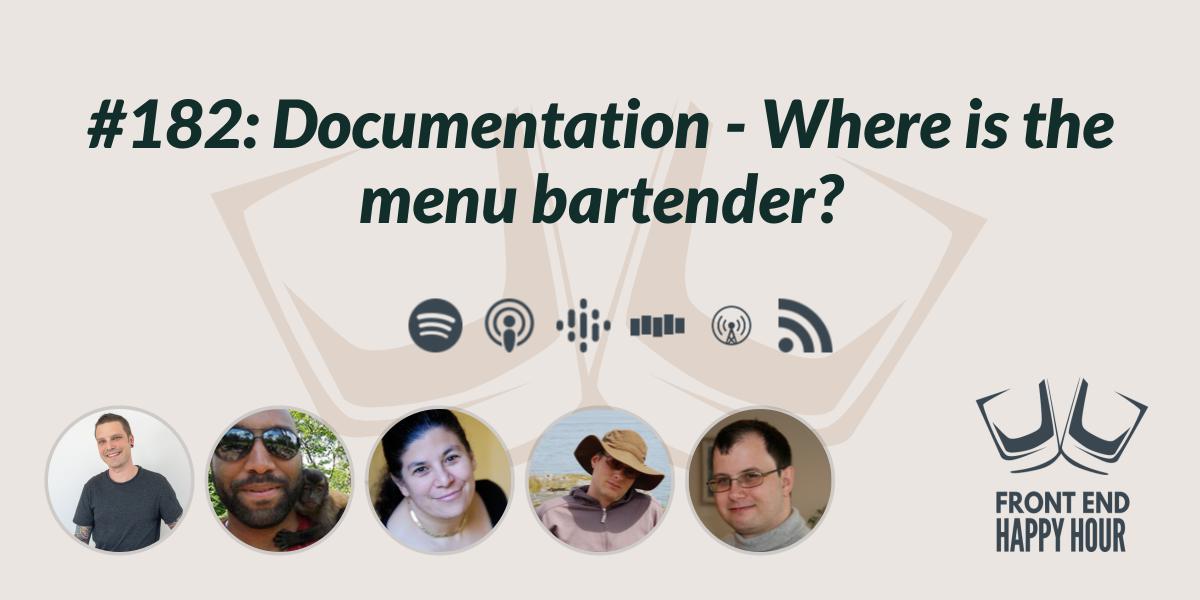 #182: Documentation - Where is the
menu bartender?
FRONT END
HAPPY HOUR